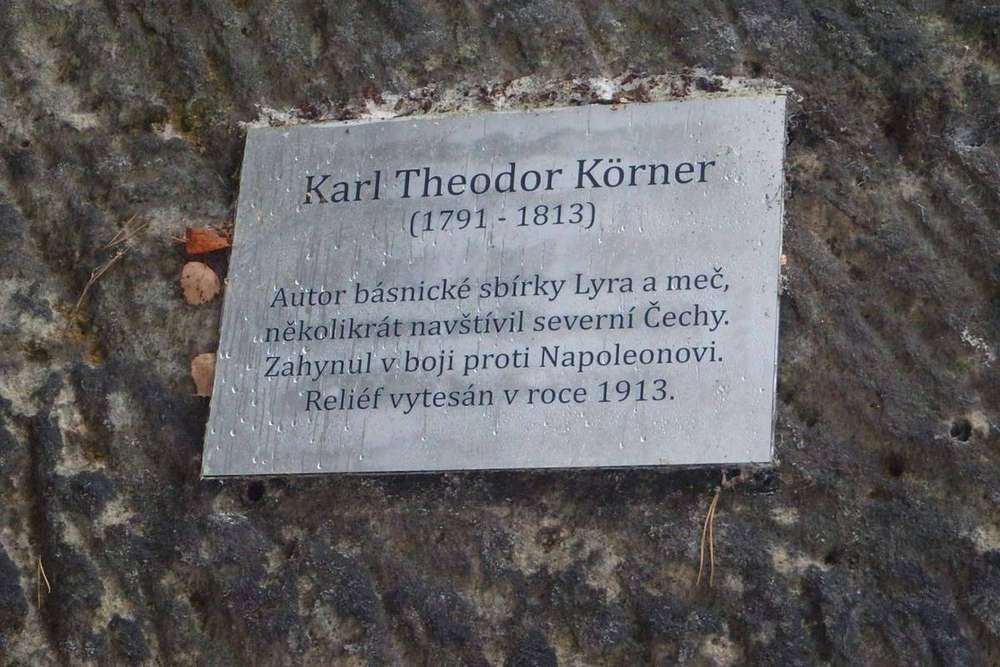 Karl Theodor Körner
(1791 - 1813)
Autor básnické sbírky Lyra a meč,
několikrát navštívil severní Čechy.
Zahynul v boji proti Napoleonovi.
Reliéf vytesán v roce 1913.